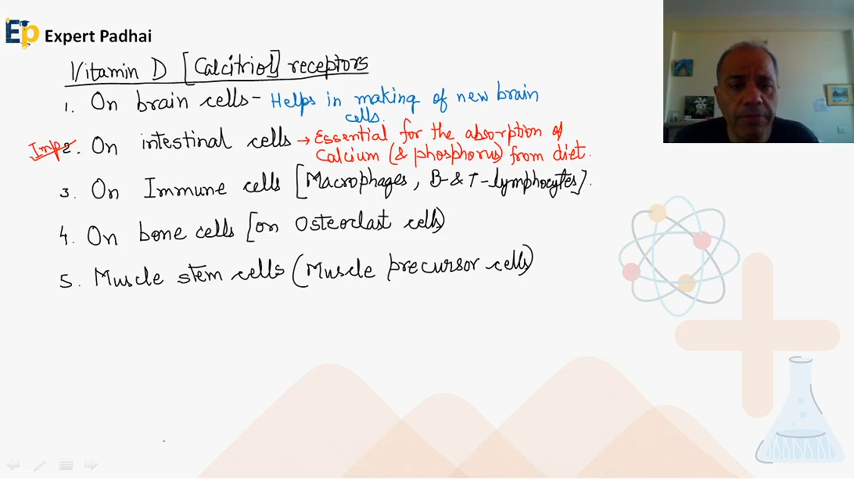 Ep Expert Padhai
Vitamin D [Calcitriol] receptors
1. On brain cells - Helps in making of new brain
cells.
Imp 2. On intestinal cells → Essential for the absorption of
Calcium (& phosphorus) from diet.
3. On Immune cells [Macrophages, B-& T-lymphocytes].
4. On bone cells [on Osteoclast cells)
5. Muscle stem cells (Muscle precursor cells)